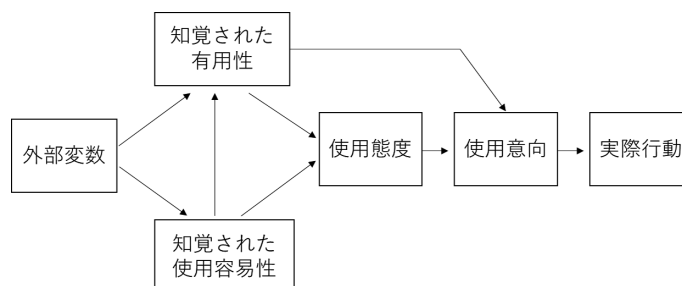 知覚された
有用性
外部変数
使用態度
使用意向
実際行動
知覚された
使用容易性